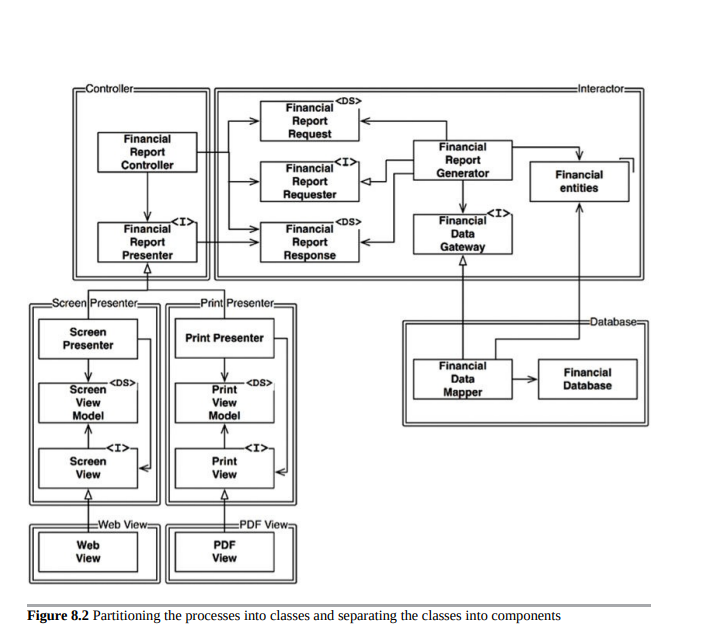 Controller
Interactor
<DS>
Financial
Report
Request
Financial
Report
Controller
Financial
Report
Generator
<I>
Financial
Report
Requester
Financial
entities
<I>
Financial
Report
Presenter
<DS>
Financial
Report
Response
<I>
Financial
Data
Gateway
Screen Presenter
Print Presenter
Database
Screen
Presenter
Print Presenter
Financial
Data
Mapper
Financial
Database
<DS>
Screen
View
Model
<DS>
Print
View
Model
<I>
Screen
View
<I>
Print
View
Web View
PDF View
Web
View
PDF
View
Figure 8.2 Partitioning the processes into classes and separating the classes into components